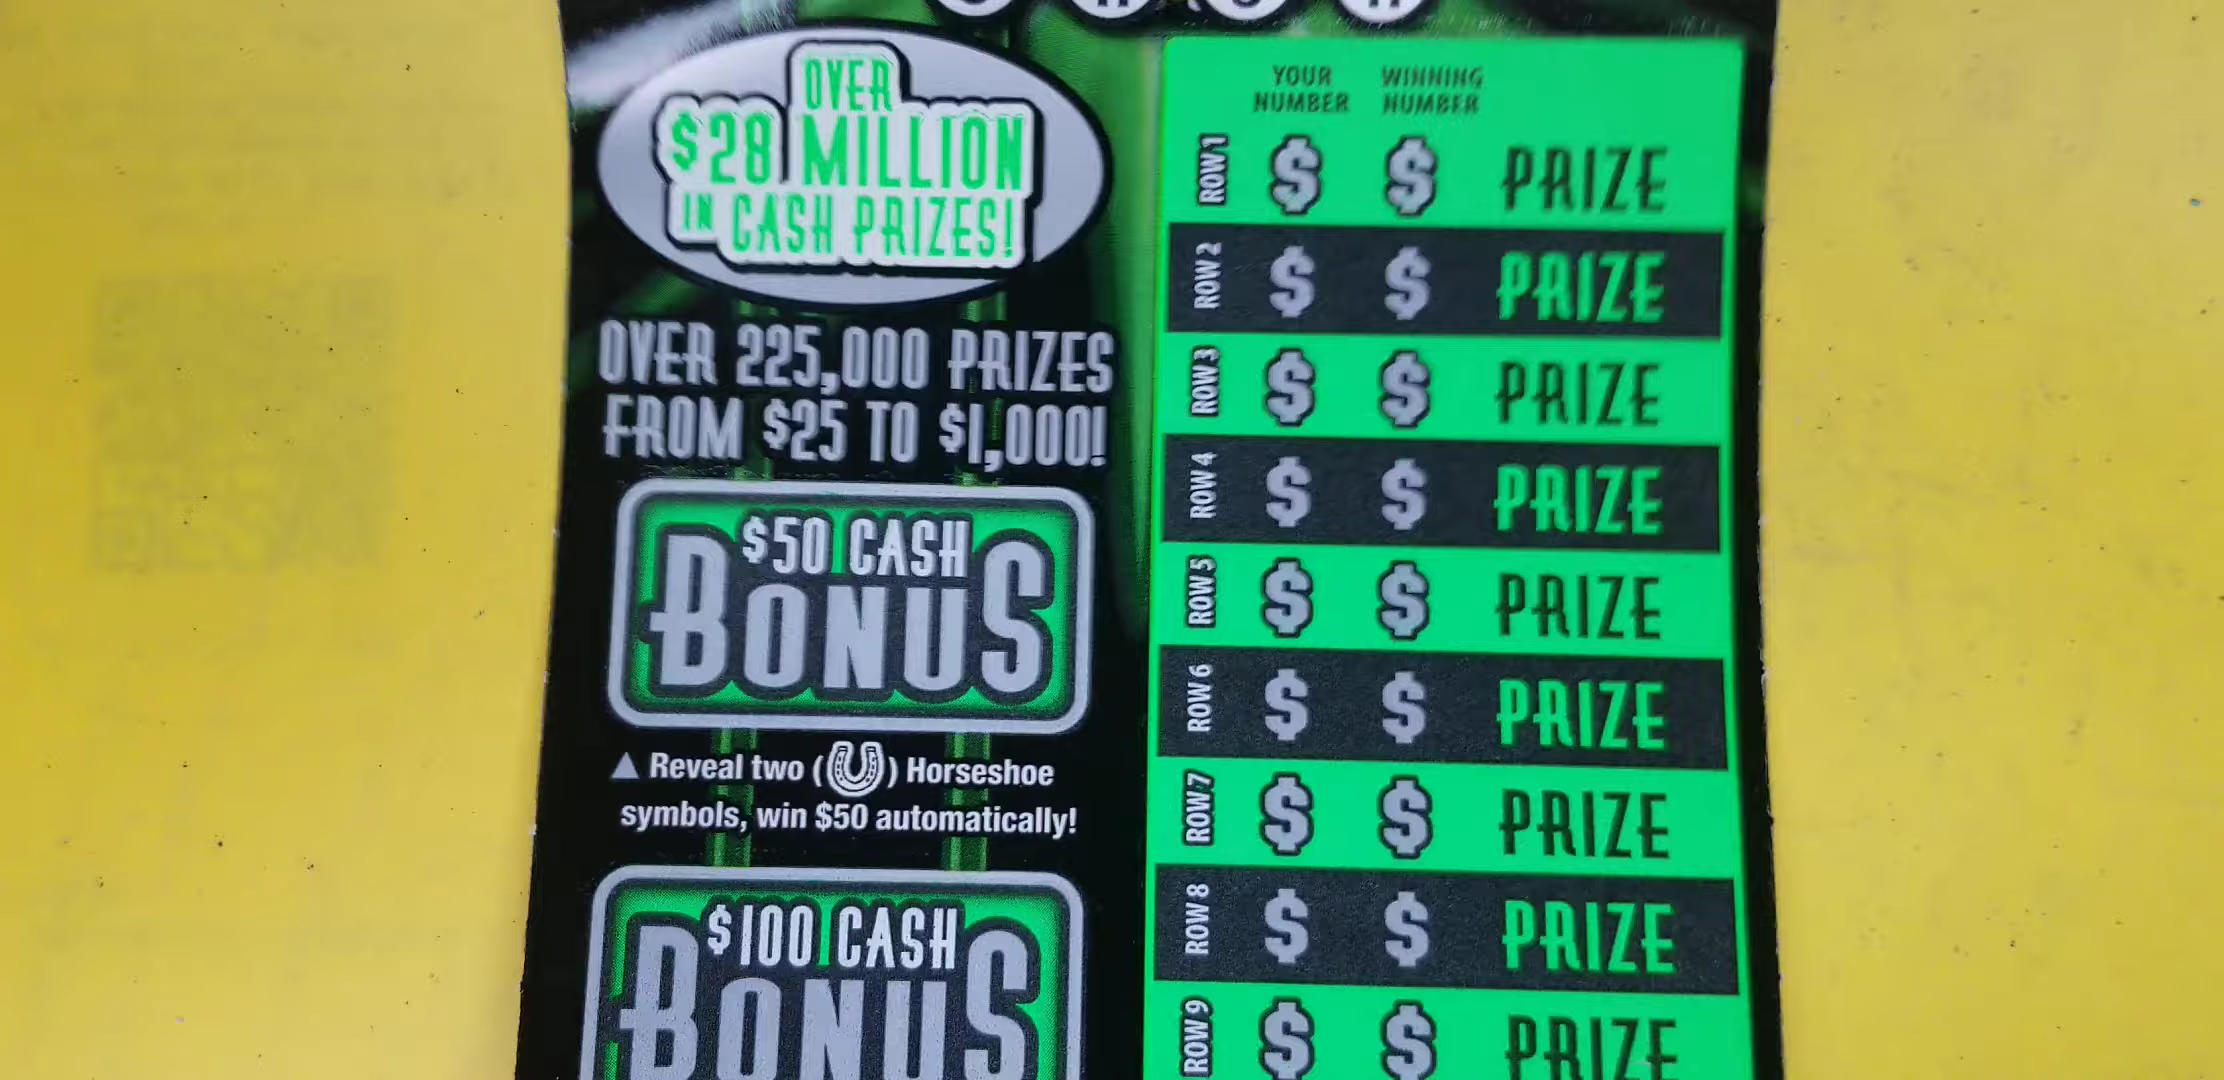 OVER
$28 MILLION
IN CASH PRIZES!
OVER 225,000 PRIZES
FROM $25 TO $1,000!
$50 CASH
BONUS
Reveal two ( ) Horseshoe
symbols, win $50 automatically!
$100 CASH
BONUS
YOUR NUMBER WINNING NUMBER
ROW 1 $ $ PRIZE
ROW 2 $ $ PRIZE
ROW 3 $ $ PRIZE
ROW 4 $ $ PRIZE
ROW 5 $ $ PRIZE
ROW 6 $ $ PRIZE
ROW 7 $ $ PRIZE
ROW 8 $ $ PRIZE
ROW 9 $ $ PRIZE